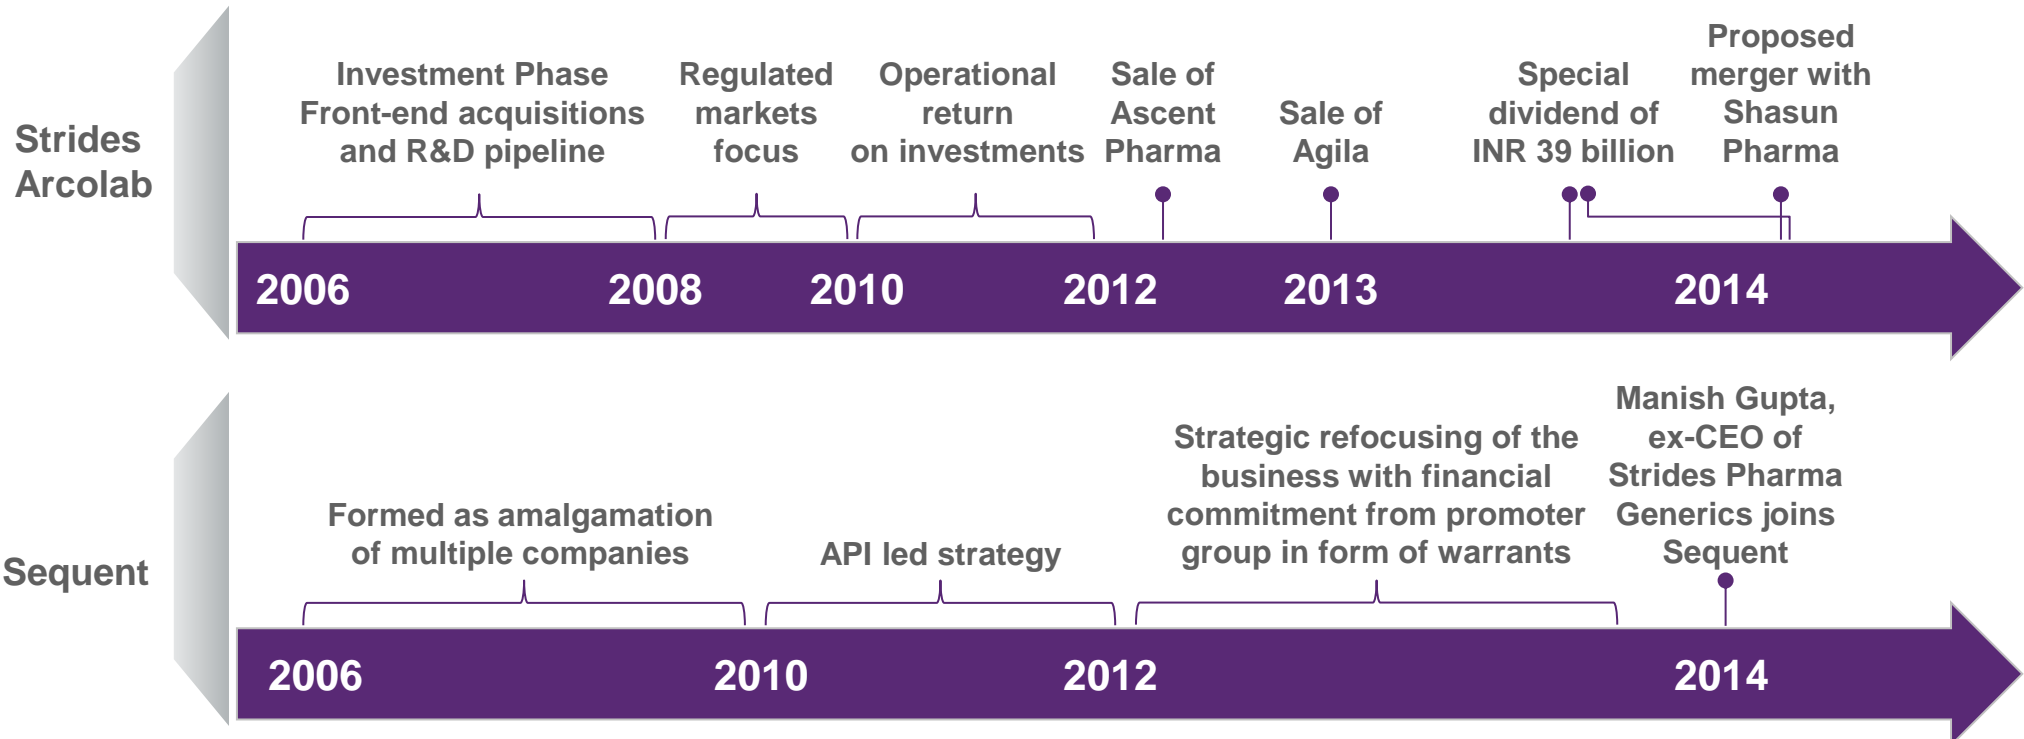 Strides
Arcolab
Investment Phase
Front-end acquisitions
and R&D pipeline
Regulated
markets
focus
Operational
return
on investments
Sale of
Ascent
Pharma
Sale of
Agila
Special
dividend of
INR 39 billion
Proposed
merger with
Shasun
Pharma
2006
2008
2010
2012
2013
2014
Sequent
Formed as amalgamation
of multiple companies
API led strategy
Strategic refocusing of the
business with financial
commitment from promoter
group in form of warrants
Manish Gupta,
ex-CEO of
Strides Pharma
Generics joins
Sequent
2006
2010
2012
2014